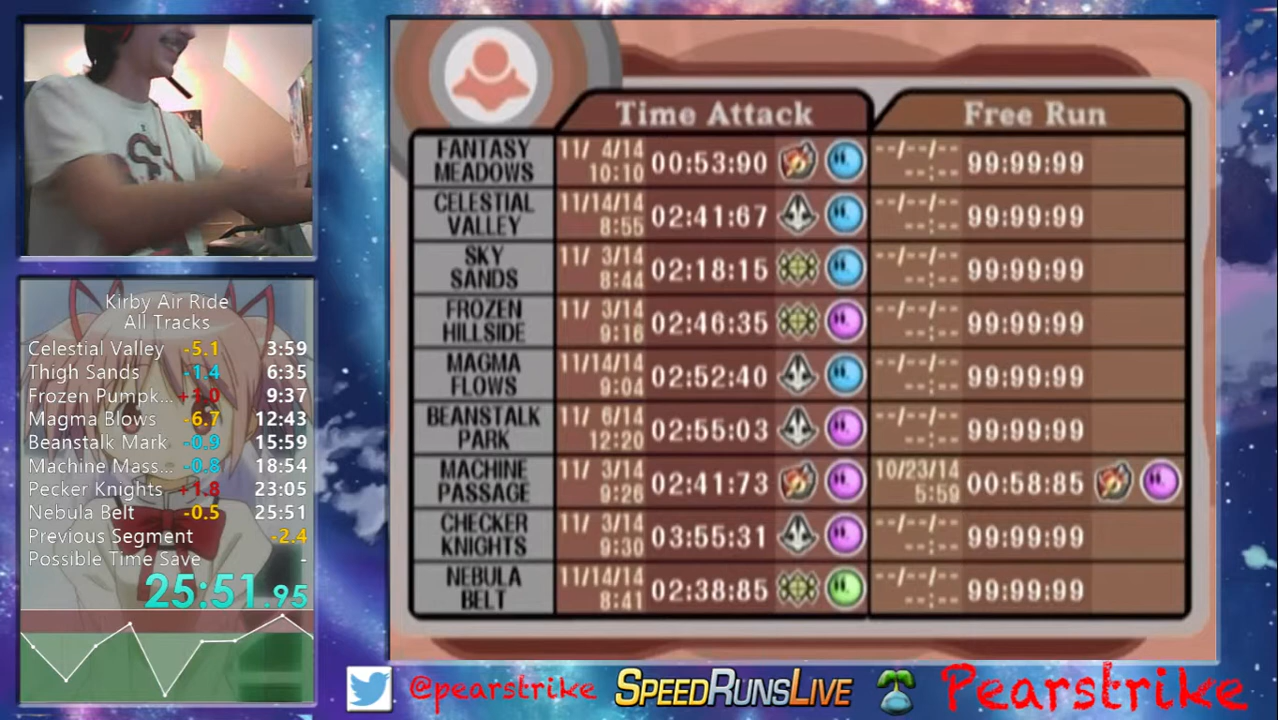 Kirby Air Ride
All Tracks
Celestial Valley -5.1 3:59
Thigh Sands -1.4 6:35
Frozen Pumpk... +1.0 9:37
Magma Blows -6.7 12:43
Beanstalk Mark -0.9 15:59
Machine Mass... -0.8 18:54
Pecker Knights +1.8 23:05
Nebula Belt -0.5 25:51
Previous Segment -2.4
Possible Time Save -
25:51.95
Time Attack Free Run
FANTASY MEADOWS 11/ 4/14 10:10 00:53:90 --/--/-- --:-- 99:99:99
CELESTIAL VALLEY 11/14/14 8:55 02:41:67 --/--/-- --:-- 99:99:99
SKY SANDS 11/ 3/14 8:44 02:18:15 --/--/-- --:-- 99:99:99
FROZEN HILLSIDE 11/ 3/14 9:16 02:46:35 --/--/-- --:-- 99:99:99
MAGMA FLOWS 11/14/14 9:04 02:52:40 --/--/-- --:-- 99:99:99
BEANSTALK PARK 11/ 6/14 12:20 02:55:03 --/--/-- --:-- 99:99:99
MACHINE PASSAGE 11/ 3/14 9:26 02:41:73 10/23/14 5:59 00:58:85
CHECKER KNIGHTS 11/ 3/14 9:30 03:55:31 --/--/-- --:-- 99:99:99
NEBULA BELT 11/14/14 8:41 02:38:85 --/--/-- --:-- 99:99:99
@pearstrike SPEEDRUNSLIVE Pearstrike